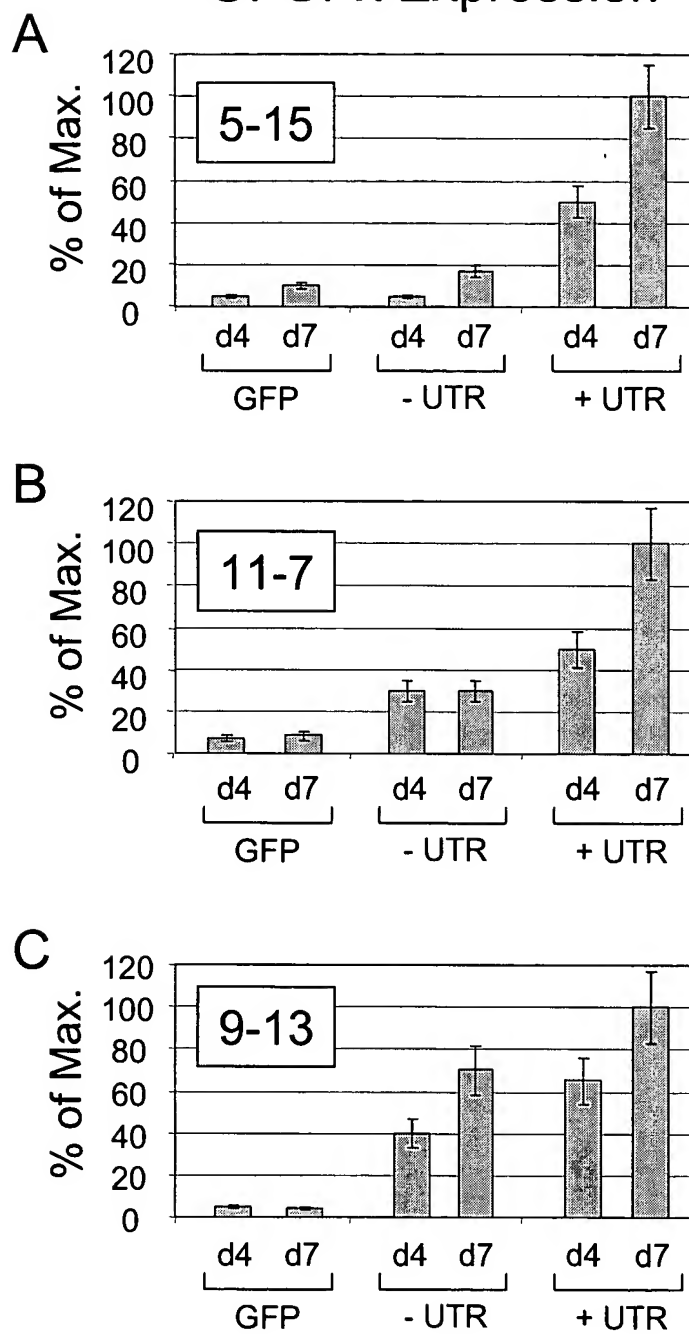 Expression
A
120
100
80
60
40
20
0
% of Max.
5-15
d4 d7 d4 d7 d4 d7
GFP - UTR + UTR
B
120
100
80
60
40
20
0
% of Max.
11-7
d4 d7 d4 d7 d4 d7
GFP - UTR + UTR
C
120
100
80
60
40
20
0
% of Max.
9-13
d4 d7 d4 d7 d4 d7
GFP - UTR + UTR